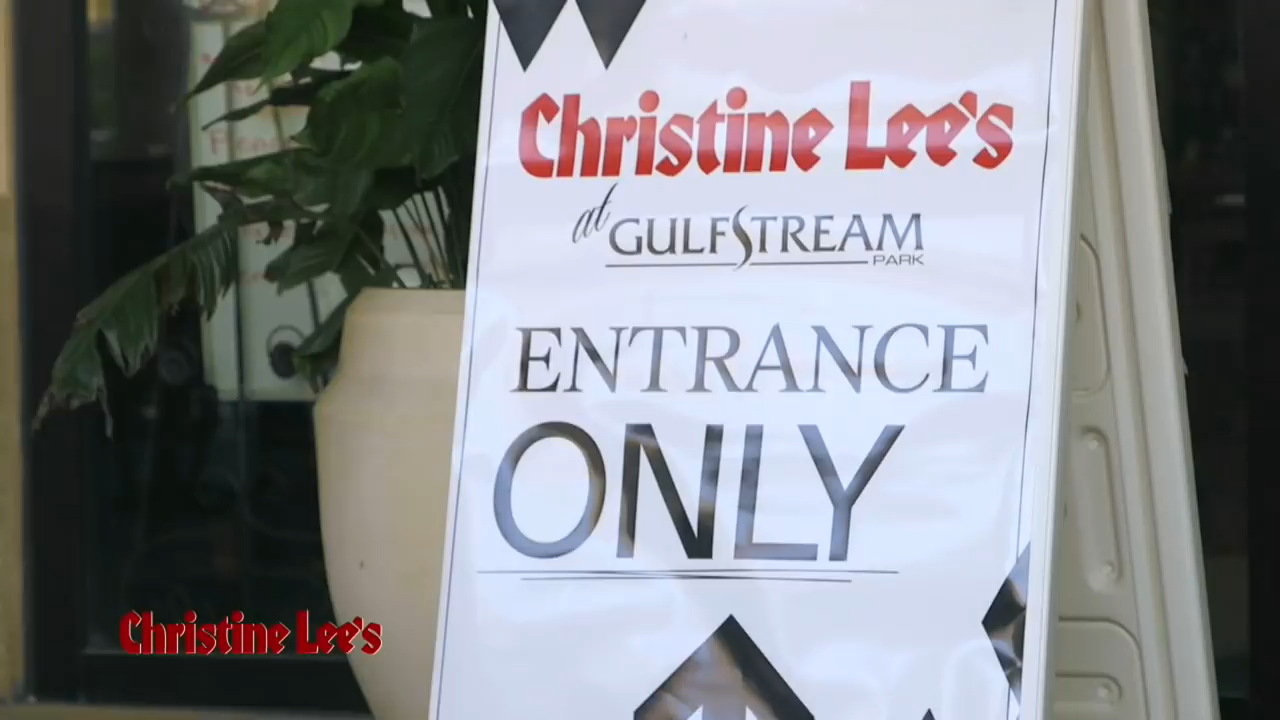 Christine Lee's
at GULFSTREAM
PARK
ENTRANCE
ONLY
Christine Lee's